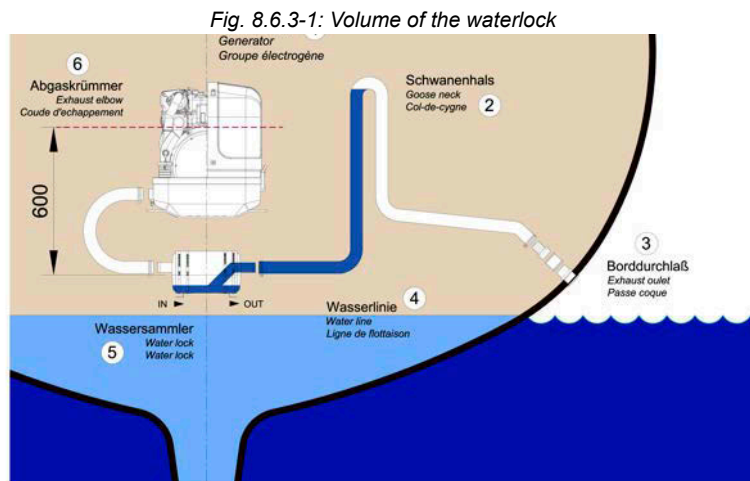 Fig. 8.6.3-1: Volume of the waterlock
Generator
Groupe électrogène
6
Abgaskrümmer
Exhaust elbow
Coude d'echappement
Schwanenhals
Goose neck
Col-de-cygne
2
600
3
Borddurchlaß
Exhaust oulet
Passe coque
IN
OUT
Wasserlinie
Water line
Ligne de flottaison
4
Wassersammler
Water lock
Water lock
5